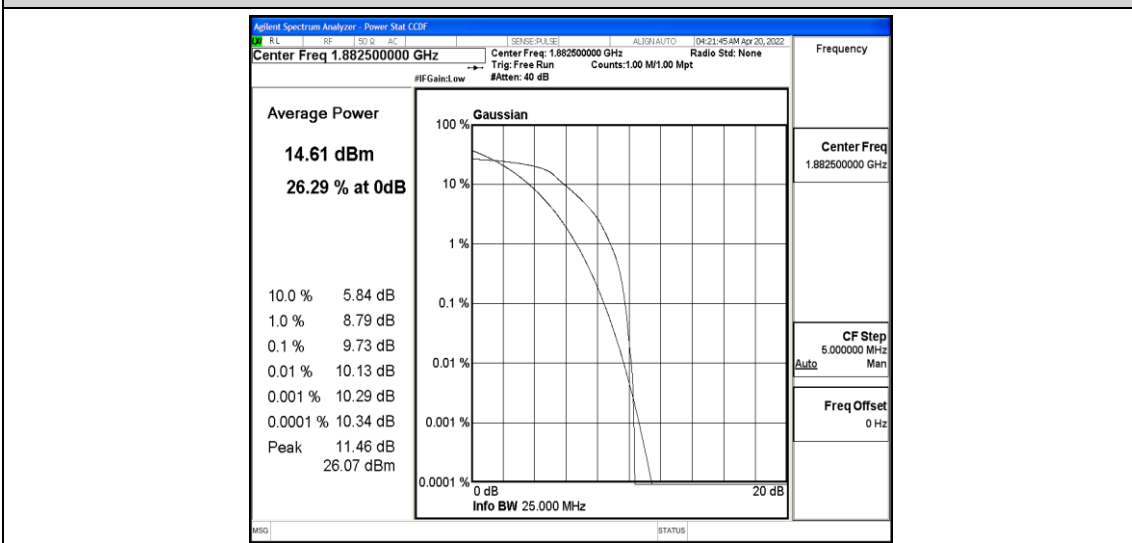 Agilent Spectrum Analyzer - Power Stat CCDF
RL RF 50 Ω AC SENSE:PULSE ALIGN AUTO 04:21:45 AM Apr 20, 2022
Center Freq 1.882500000 GHz
Center Freq: 1.882500000 GHz Radio Std: None
Trig: Free Run Counts:1.00 M/1.00 Mpt
#IFGain:Low #Atten: 40 dB
Frequency
Average Power
14.61 dBm
26.29 % at 0dB
10.0 % 5.84 dB
1.0 % 8.79 dB
0.1 % 9.73 dB
0.01 % 10.13 dB
0.001 % 10.29 dB
0.0001 % 10.34 dB
Peak 11.46 dB
26.07 dBm
Gaussian
100 %
10 %
1 %
0.1 %
0.01 %
0.001 %
0.0001 %
0 dB 20 dB
Info BW 25.000 MHz
Center Freq
1.882500000 GHz
CF Step
5.000000 MHz
Auto Man
Freq Offset
0 Hz
MSG STATUS